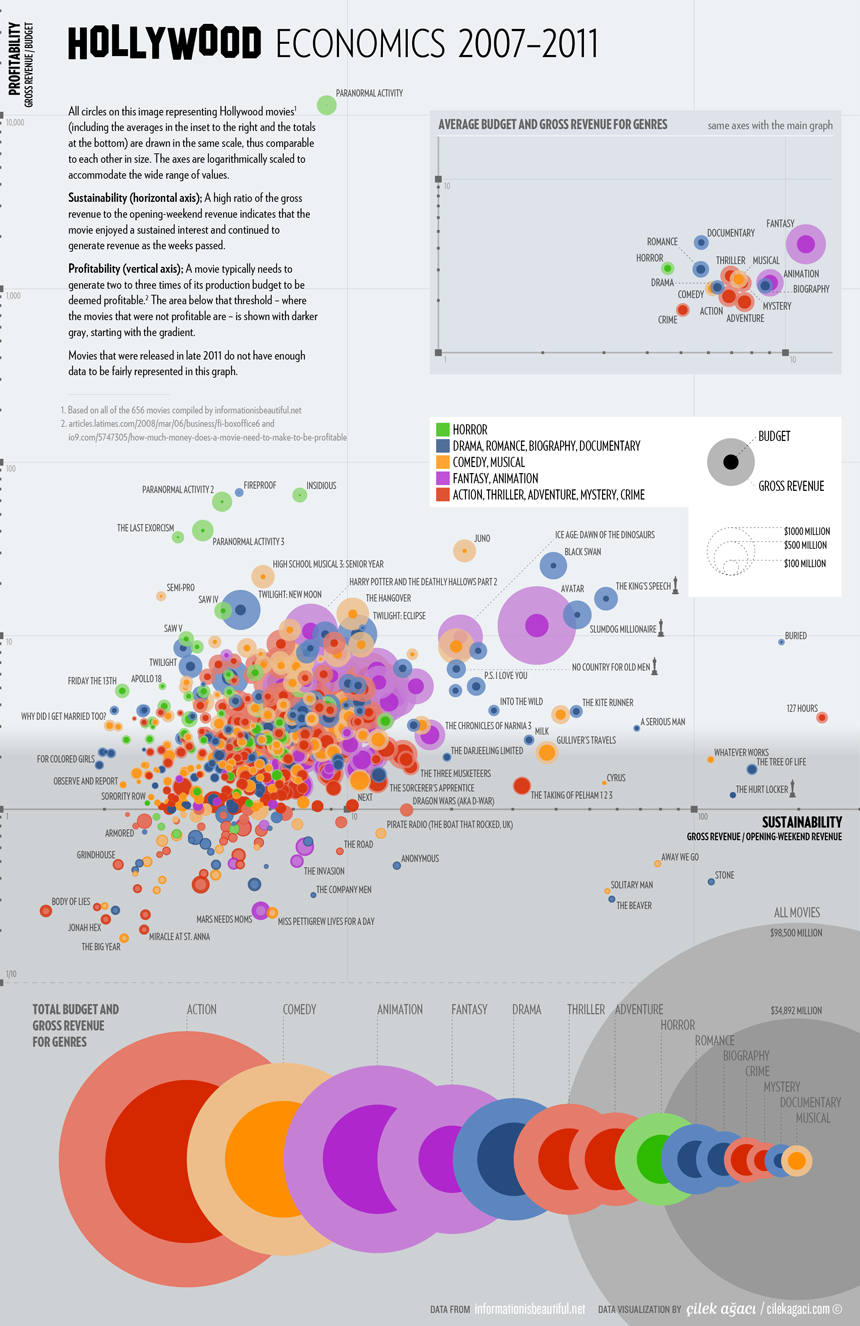 HOLLYWOOD ECONOMICS 2007–2011
PROFITABILITY
GROSS REVENUE / BUDGET
PARANORMAL ACTIVITY
10,000
All circles on this image representing Hollywood movies1
(including the averages in the inset to the right and the totals
at the bottom) are drawn in the same scale, thus comparable
to each other in size. The axes are logarithmically scaled to
accommodate the wide range of values.
Sustainability (horizontal axis); A high ratio of the gross
revenue to the opening-weekend revenue indicates that the
movie enjoyed a sustained interest and continued to
generate revenue as the weeks passed.
Profitability (vertical axis); A movie typically needs to
generate two to three times of its production budget to be
deemed profitable.2 The area below that threshold – where
the movies that were not profitable are – is shown with darker
gray, starting with the gradient.
Movies that were released in late 2011 do not have enough
data to be fairly represented in this graph.
1. Based on all of the 656 movies compiled by informationisbeautiful.net
2. articles.latimes.com/2008/mar/06/business/fi-boxoffice6 and
io9.com/5747305/how-much-money-does-a-movie-need-to-make-to-be-profitable
1,000
100
AVERAGE BUDGET AND GROSS REVENUE FOR GENRES
same axes with the main graph
10
FANTASY
DOCUMENTARY
ROMANCE
HORROR
THRILLER
MUSICAL
DRAMA
ANIMATION
BIOGRAPHY
COMEDY
ACTION
MYSTERY
CRIME
ADVENTURE
1
10
HORROR
DRAMA, ROMANCE, BIOGRAPHY, DOCUMENTARY
COMEDY, MUSICAL
FANTASY, ANIMATION
ACTION, THRILLER, ADVENTURE, MYSTERY, CRIME
BUDGET
GROSS REVENUE
$1000 MILLION
$500 MILLION
$100 MILLION
PARANORMAL ACTIVITY 2
FIREPROOF
INSIDIOUS
THE LAST EXORCISM
PARANORMAL ACTIVITY 3
JUNO
ICE AGE: DAWN OF THE DINOSAURS
BLACK SWAN
HIGH SCHOOL MUSICAL 3: SENIOR YEAR
HARRY POTTER AND THE DEATHLY HALLOWS PART 2
SEMI-PRO
SAW IV
TWILIGHT: NEW MOON
THE HANGOVER
AVATAR
THE KING'S SPEECH
TWILIGHT: ECLIPSE
SLUMDOG MILLIONAIRE
SAW V
10
BURIED
TWILIGHT
NO COUNTRY FOR OLD MEN
P.S. I LOVE YOU
FRIDAY THE 13TH
APOLLO 18
INTO THE WILD
THE KITE RUNNER
127 HOURS
WHY DID I GET MARRIED TOO?
THE CHRONICLES OF NARNIA 3
A SERIOUS MAN
MILK
GULLIVER'S TRAVELS
THE DARJEELING LIMITED
WHATEVER WORKS
FOR COLORED GIRLS
THE TREE OF LIFE
THE THREE MUSKETEERS
OBSERVE AND REPORT
CYRUS
THE SORCERER'S APPRENTICE
THE HURT LOCKER
THE TAKING OF PELHAM 1 2 3
SORORITY ROW
NEXT
DRAGON WARS (AKA D-WAR)
1
10
100
SUSTAINABILITY
GROSS REVENUE / OPENING-WEEKEND REVENUE
ARMORED
PIRATE RADIO (THE BOAT THAT ROCKED, UK)
THE ROAD
GRINDHOUSE
ANONYMOUS
AWAY WE GO
THE INVASION
STONE
THE COMPANY MEN
SOLITARY MAN
THE BEAVER
BODY OF LIES
MARS NEEDS MOMS
MISS PETTIGREW LIVES FOR A DAY
JONAH HEX
MIRACLE AT ST. ANNA
THE BIG YEAR
ALL MOVIES
$98,500 MILLION
1/10
TOTAL BUDGET AND
GROSS REVENUE
FOR GENRES
ACTION
COMEDY
ANIMATION
FANTASY
DRAMA
THRILLER
ADVENTURE
$34,892 MILLION
HORROR
ROMANCE
BIOGRAPHY
CRIME
MYSTERY
DOCUMENTARY
MUSICAL
DATA FROM informationisbeautiful.net DATA VISUALIZATION BY çilek ağacı / cilekagaci.com ©